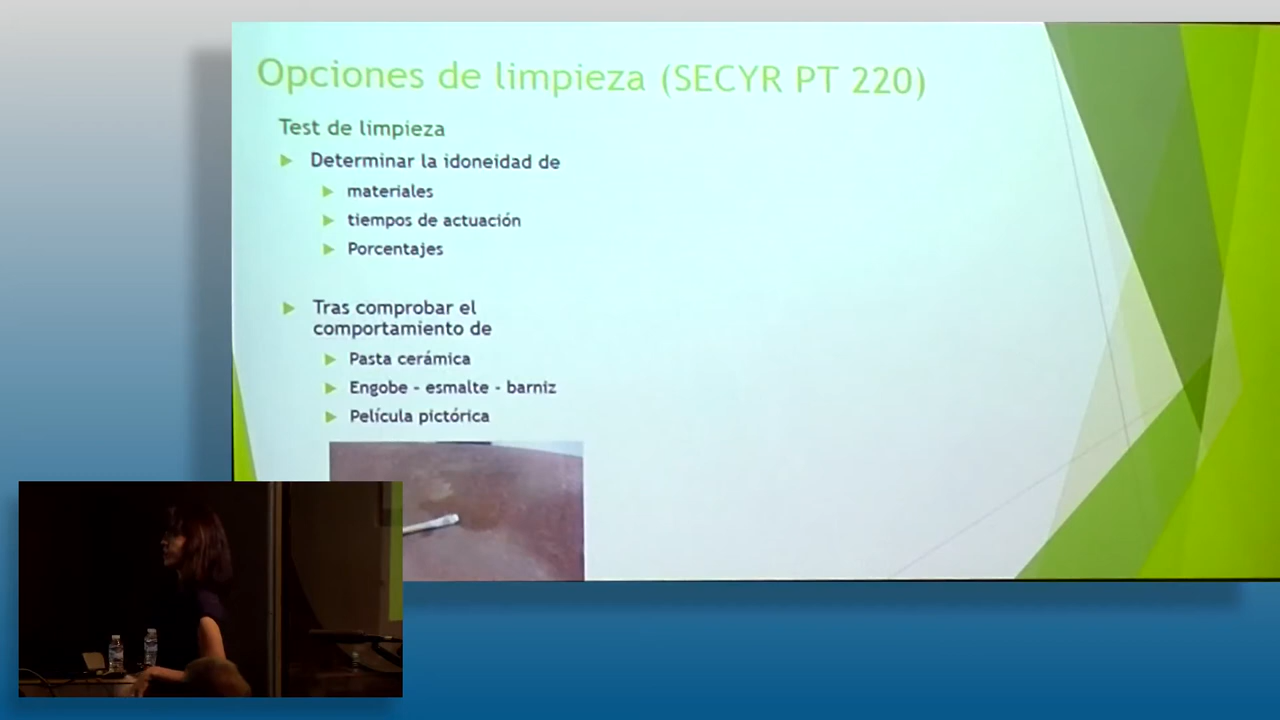 Opciones de limpieza (SECYR PT 220)
Test de limpieza
Determinar la idoneidad de
materiales
tiempos de actuación
Porcentajes
Tras comprobar el
comportamiento de
Pasta cerámica
Engobe - esmalte - barniz
Película pictórica